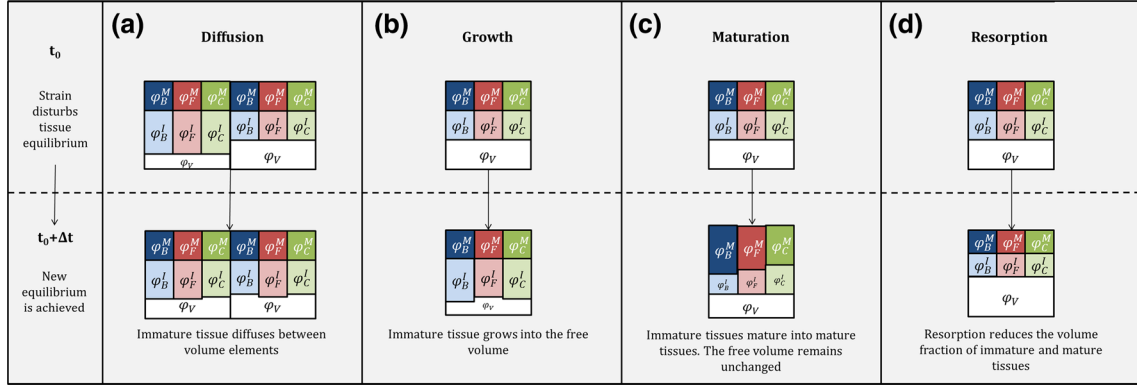 (a) (b) (c) (d)
Diffusion Growth Maturation Resorption
t₀
Strain
disturbs
tissue
equilibrium
φ_B^M φ_F^M φ_C^M φ_B^M φ_F^M φ_C^M
φ_B^I φ_F^I φ_C^I φ_B^I φ_F^I φ_C^I
φ_V φ_V
φ_B^M φ_F^M φ_C^M
φ_B^I φ_F^I φ_C^I
φ_V
φ_B^M φ_F^M φ_C^M
φ_B^I φ_F^I φ_C^I
φ_V
φ_B^M φ_F^M φ_C^M
φ_B^I φ_F^I φ_C^I
φ_V
t₀+Δt
New
equilibrium
is achieved
φ_B^M φ_F^M φ_C^M φ_B^M φ_F^M φ_C^M
φ_B^I φ_F^I φ_C^I φ_B^I φ_F^I φ_C^I
φ_V φ_V
Immature tissue diffuses between
volume elements
φ_B^M φ_F^M φ_C^M
φ_B^I φ_F^I φ_C^I
φ_V
Immature tissue grows into the free
volume
φ_B^M φ_F^M φ_C^M
φ_B^I φ_F^I φ_C^I
φ_V
Immature tissues mature into mature
tissues. The free volume remains
unchanged
φ_B^M φ_F^M φ_C^M
φ_B^I φ_F^I φ_C^I
φ_V
Resorption reduces the volume
fraction of immature and mature
tissues